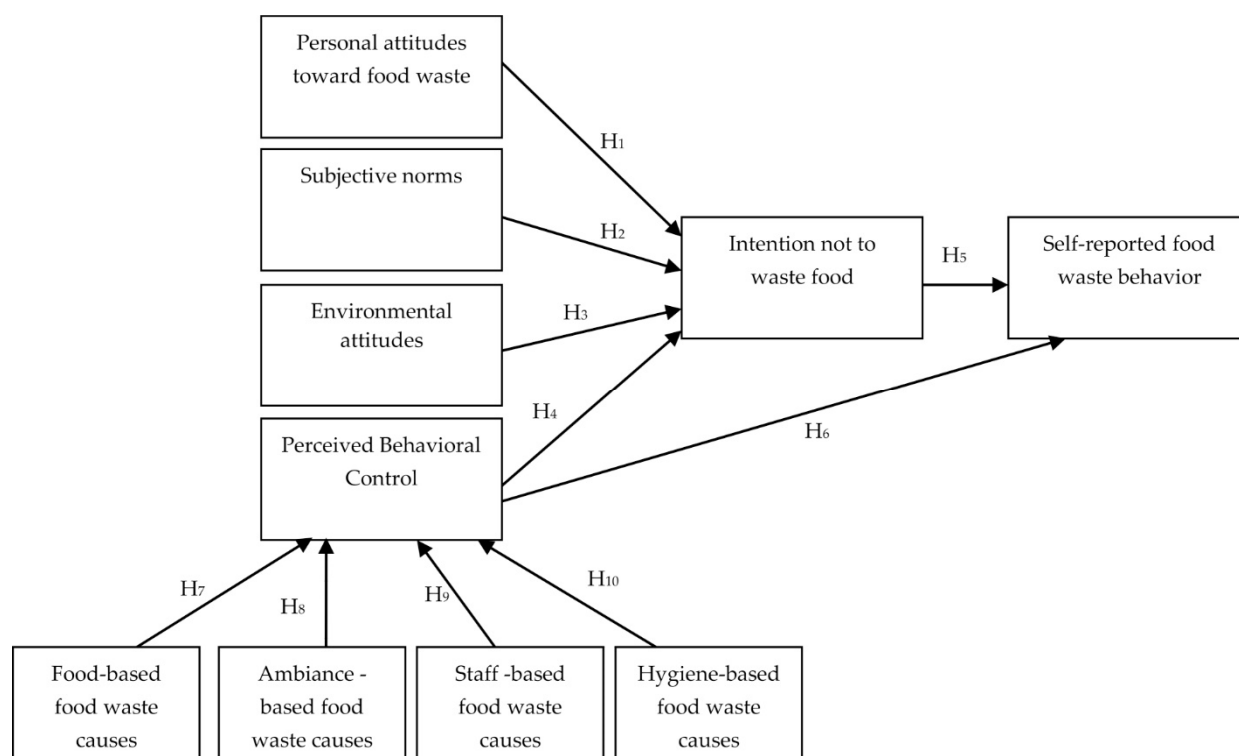 Personal attitudes
toward food waste
H1
Subjective norms
H2
Intention not to
waste food
H5
Self-reported food
waste behavior
Environmental
attitudes
H3
H4
H6
Perceived Behavioral
Control
H7
H8
H9
H10
Food-based
food waste
causes
Ambiance -
based food
waste causes
Staff -based
food waste
causes
Hygiene-based
food waste
causes